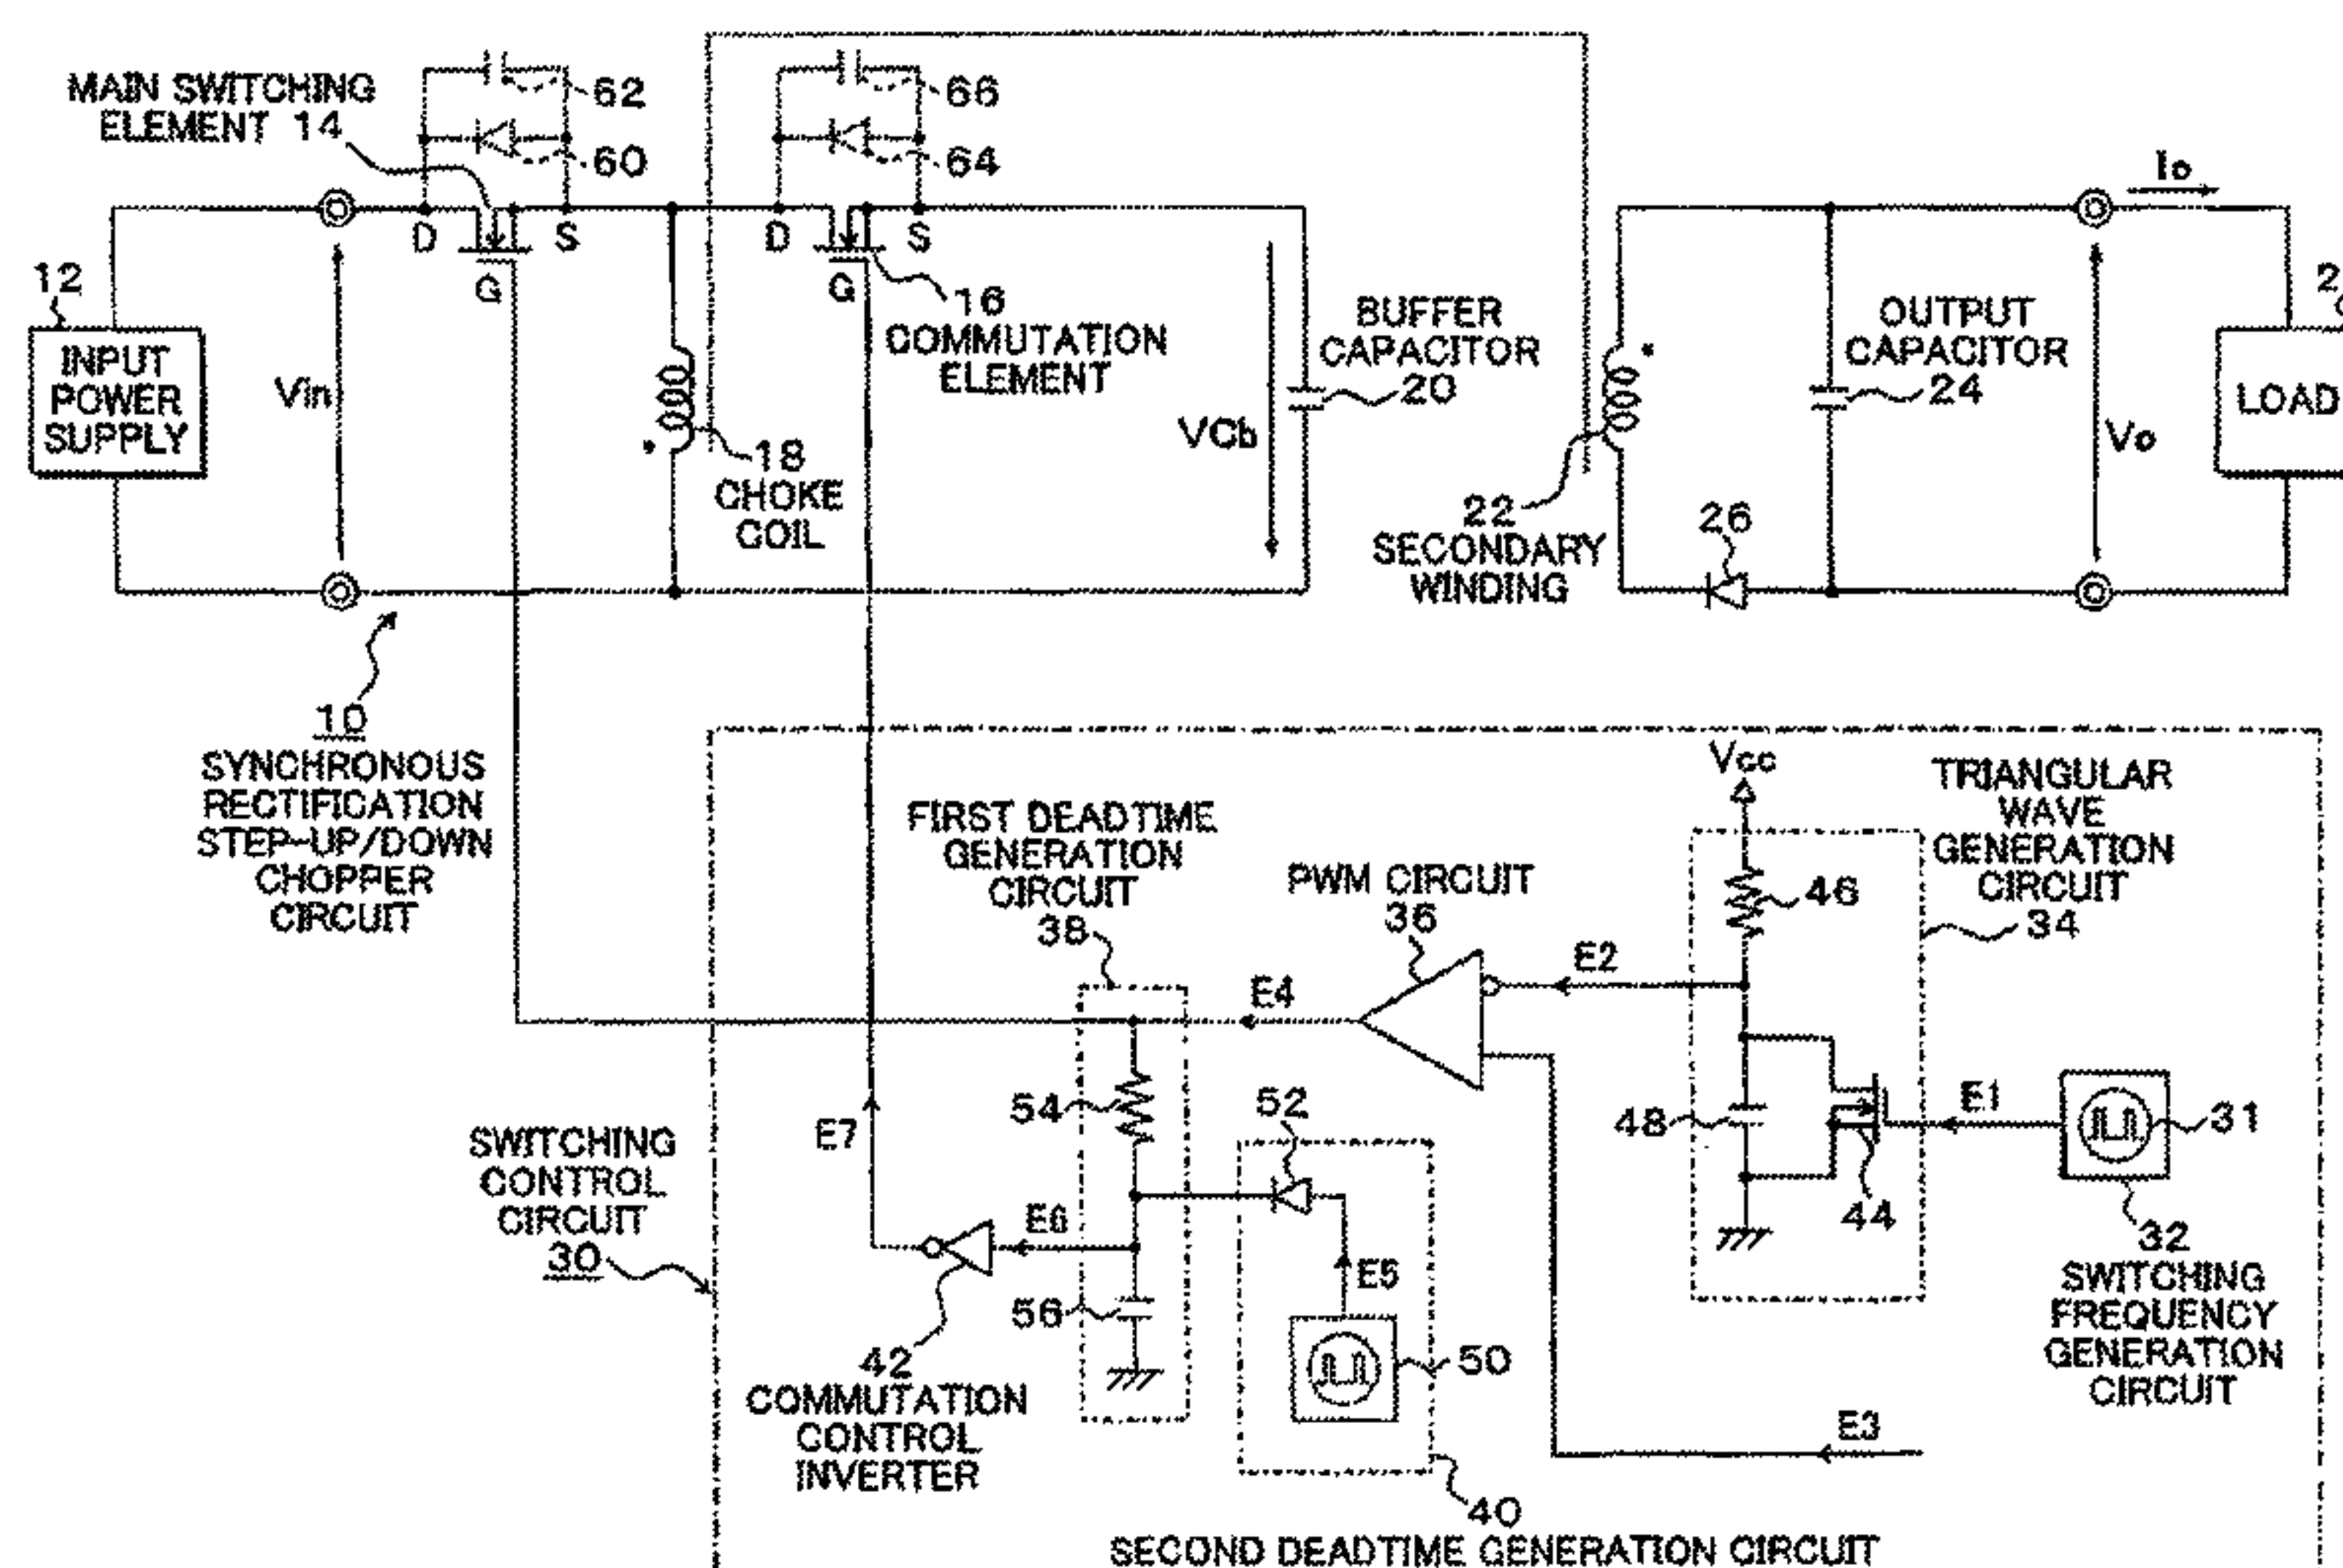 MAIN SWITCHING
ELEMENT 14
62
60
66
64
Io
D
S
G
D
S
G
12
INPUT
POWER
SUPPLY
Vin
16
COMMUTATION
ELEMENT
18
CHOKE
COIL
VCb
BUFFER
CAPACITOR
20
22
SECONDARY
WINDING
26
OUTPUT
CAPACITOR
24
Vo
2
LOAD
10
SYNCHRONOUS
RECTIFICATION
STEP-UP/DOWN
CHOPPER
CIRCUIT
FIRST DEADTIME
GENERATION
CIRCUIT
38
PWM CIRCUIT
36
Vcc
TRIANGULAR
WAVE
GENERATION
CIRCUIT
34
46
E2
E4
54
52
48
44
E1
31
32
SWITCHING
FREQUENCY
GENERATION
CIRCUIT
E7
SWITCHING
CONTROL
CIRCUIT
30
E6
E5
56
42
COMMUTATION
CONTROL
INVERTER
50
E3
40
SECOND DEADTIME GENERATION CIRCUIT